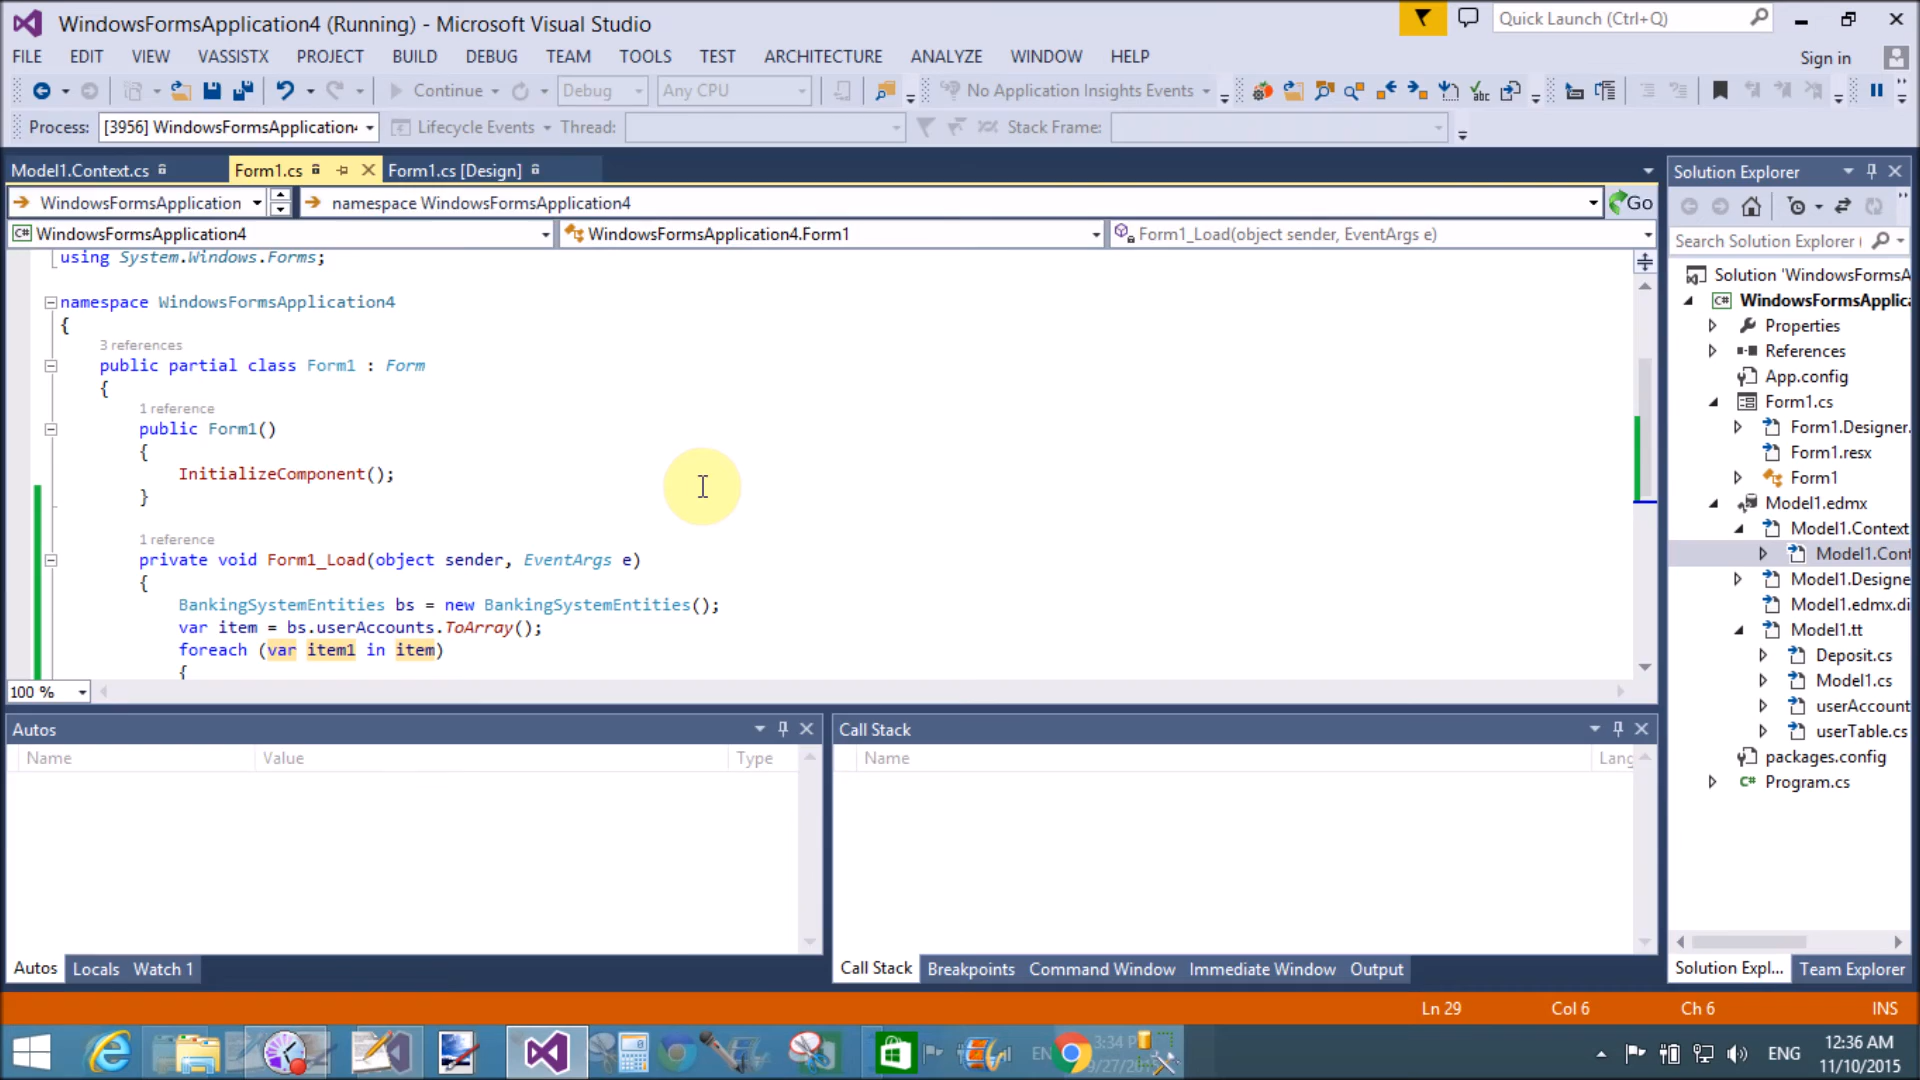 WindowsFormsApplication4 (Running) - Microsoft Visual Studio
Quick Launch (Ctrl+Q)
FILE EDIT VIEW VASSISTX PROJECT BUILD DEBUG TEAM TOOLS TEST ARCHITECTURE ANALYZE WINDOW HELP
Sign in
Continue Debug Any CPU No Application Insights Events
Process: [3956] WindowsFormsApplication Lifecycle Events Thread: Stack Frame:
Model1.Context.cs Form1.cs Form1.cs [Design]
Solution Explorer
WindowsFormsApplication namespace WindowsFormsApplication4 Go
WindowsFormsApplication4 WindowsFormsApplication4.Form1 Form1_Load(object sender, EventArgs e)
Search Solution Explorer (
using System.Windows.Forms;
namespace WindowsFormsApplication4
{
3 references
public partial class Form1 : Form
{
1 reference
public Form1()
{
InitializeComponent();
}
1 reference
private void Form1_Load(object sender, EventArgs e)
{
BankingSystemEntities bs = new BankingSystemEntities();
var item = bs.userAccounts.ToArray();
foreach (var item1 in item)
{
100 %
Solution 'WindowsFormsA
WindowsFormsApplica
Properties
References
App.config
Form1.cs
Form1.Designer.
Form1.resx
Form1
Model1.edmx
Model1.Context
Model1.Cont
Model1.Designe
Model1.edmx.di
Model1.tt
Deposit.cs
Model1.cs
userAccount
userTable.cs
packages.config
Program.cs
Autos
Name Value Type
Call Stack
Name Lang
Autos Locals Watch 1
Call Stack Breakpoints Command Window Immediate Window Output
Solution Expl... Team Explorer
Ln 29 Col 6 Ch 6 INS
EN
3:34 P
9/27/20
ENG
12:36 AM
11/10/2015